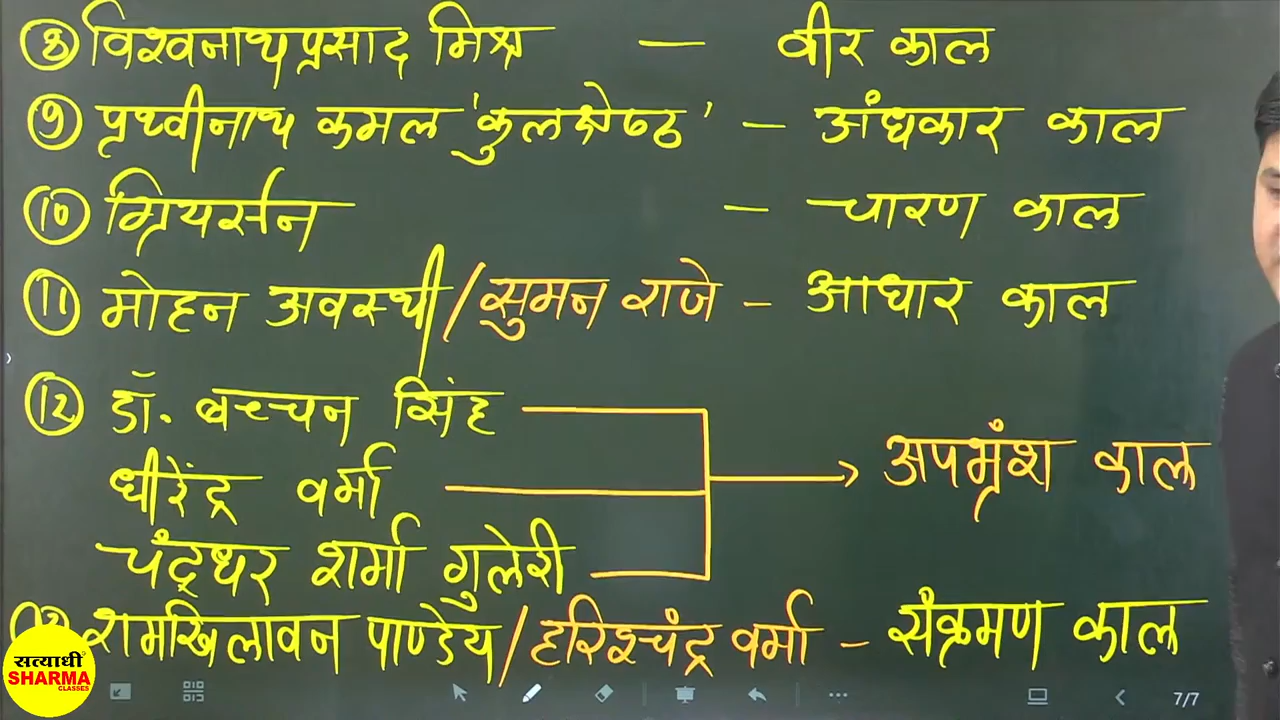 ⑧ विश्वनाथप्रसाद मिश्र — वीर काल
⑨ पृथ्वीनाथ कमल 'कुलश्रेष्ठ' — अंधकार काल
⑩ ग्रियर्सन — चारण काल
⑪ मोहन अवस्थी / सुमन राजे — आधार काल
⑫ डॉ. बच्चन सिंह
धीरेंद्र वर्मा → अपभ्रंश काल
चंद्रधर शर्मा गुलेरी
रामखिलावन पाण्डेय / हरिश्चंद्र वर्मा — संक्रमण काल
सत्यार्थी
SHARMA
CLASSES
7/7